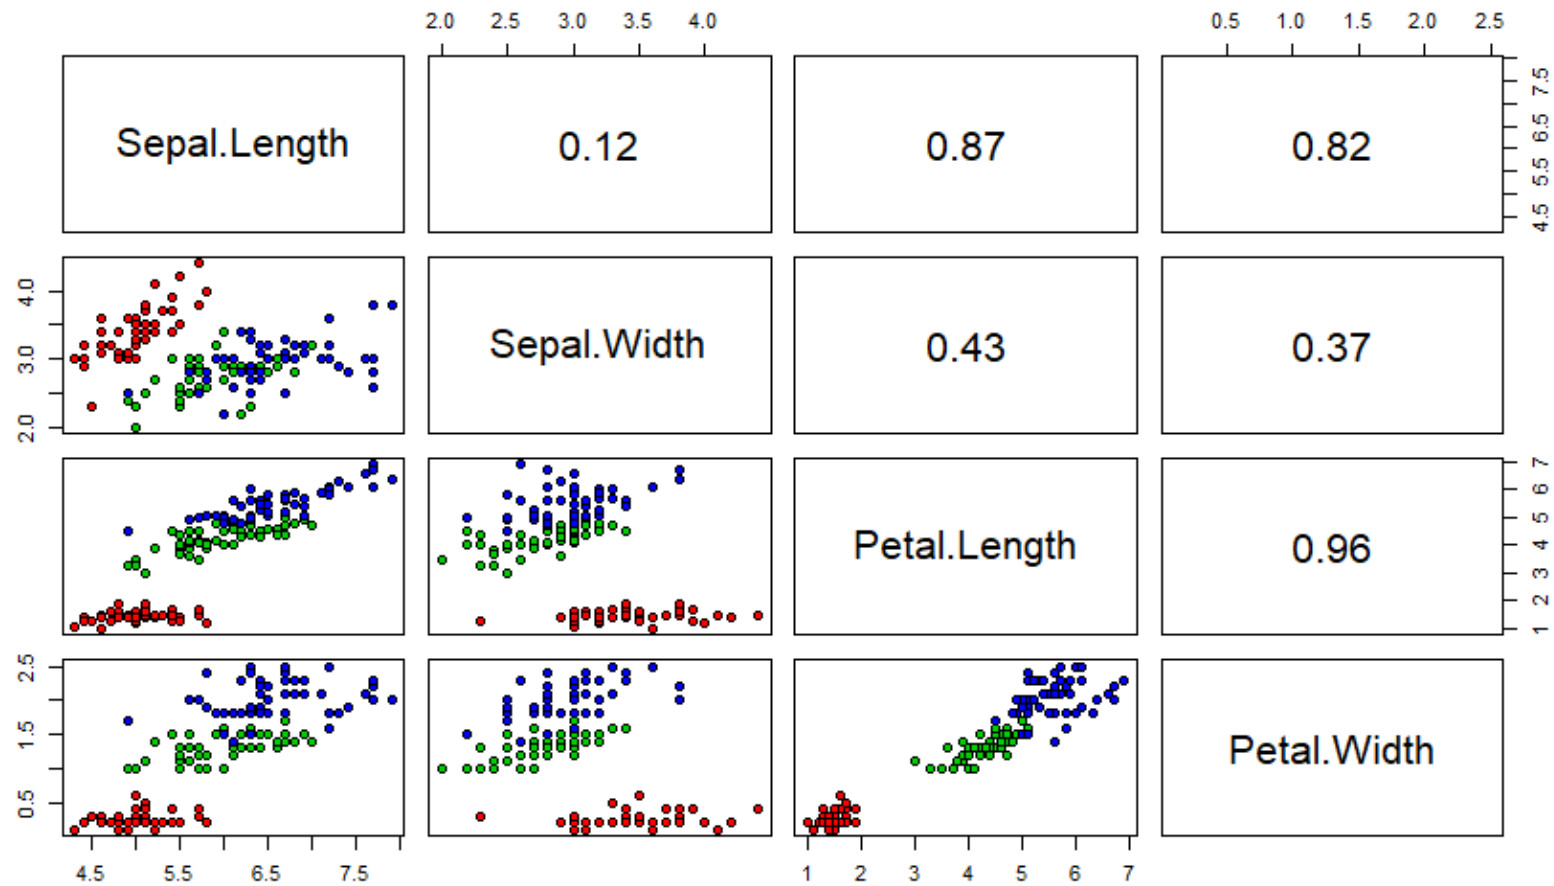 2.0 2.5 3.0 3.5 4.0 0.5 1.0 1.5 2.0 2.5
Sepal.Length 0.12 0.87 0.82
4.5 5.5 6.5 7.5
2.0 3.0 4.0
Sepal.Width 0.43 0.37
Petal.Length 0.96
1 2 3 4 5 6 7
0.5 1.5 2.5
Petal.Width
4.5 5.5 6.5 7.5 1 2 3 4 5 6 7